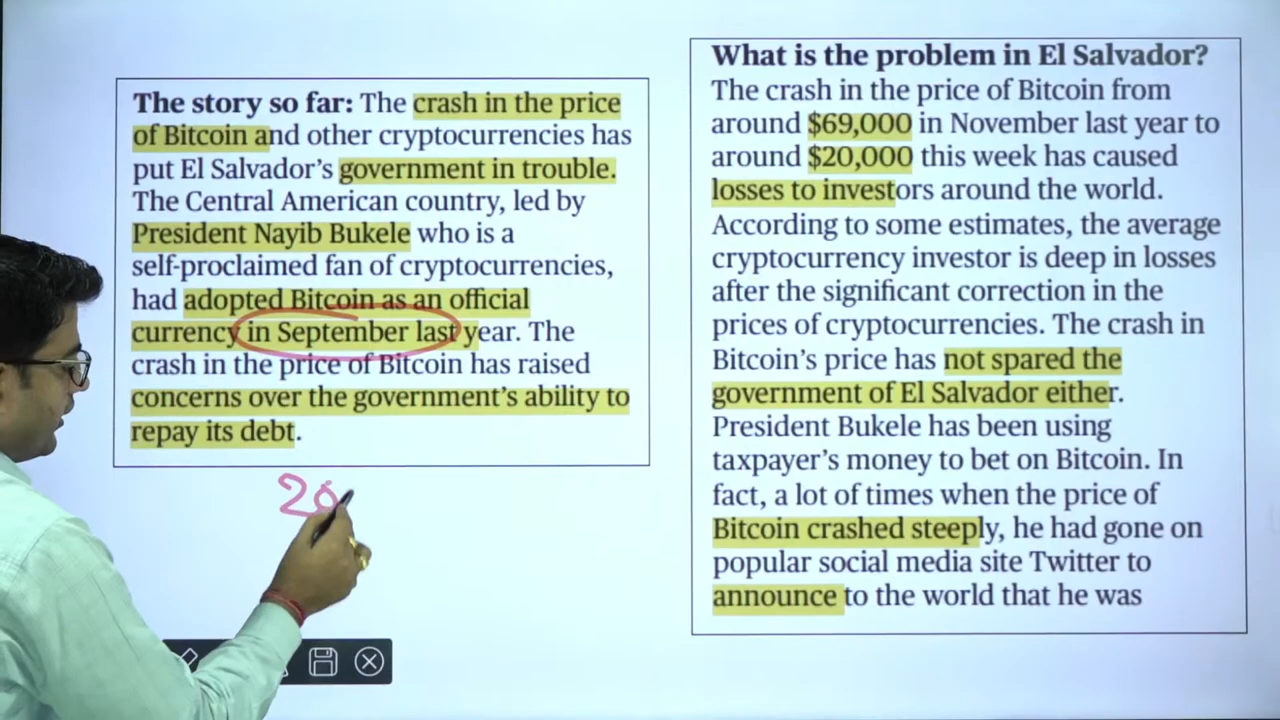 The story so far: The crash in the price
of Bitcoin and other cryptocurrencies has
put El Salvador's government in trouble.
The Central American country, led by
President Nayib Bukele who is a
self-proclaimed fan of cryptocurrencies,
had adopted Bitcoin as an official
currency in September last year. The
crash in the price of Bitcoin has raised
concerns over the government's ability to
repay its debt.
20
What is the problem in El Salvador?
The crash in the price of Bitcoin from
around $69,000 in November last year to
around $20,000 this week has caused
losses to investors around the world.
According to some estimates, the average
cryptocurrency investor is deep in losses
after the significant correction in the
prices of cryptocurrencies. The crash in
Bitcoin's price has not spared the
government of El Salvador either.
President Bukele has been using
taxpayer's money to bet on Bitcoin. In
fact, a lot of times when the price of
Bitcoin crashed steeply, he had gone on
popular social media site Twitter to
announce to the world that he was